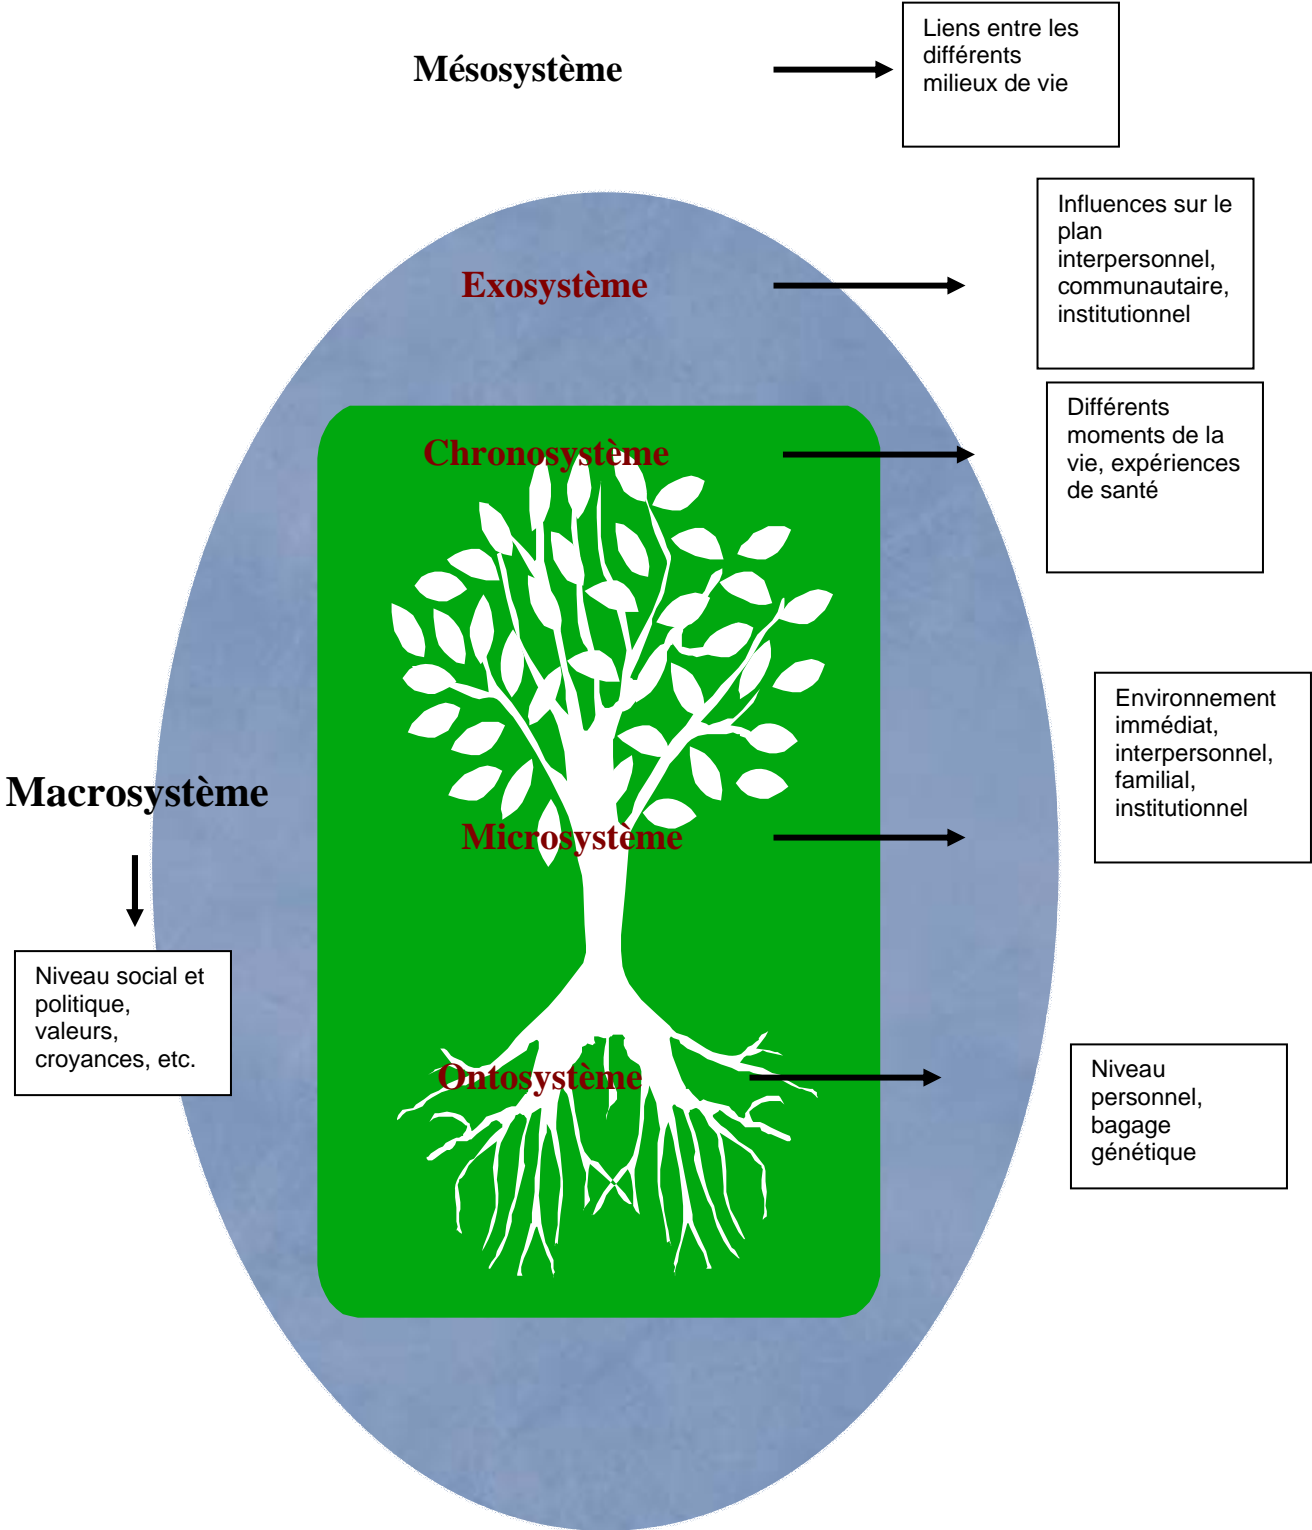 Mésosystème
Liens entre les
différents
milieux de vie
Exosystème
Influences sur le
plan
interpersonnel,
communautaire,
institutionnel
Chronosystème
Différents
moments de la
vie, expériences
de santé
Macrosystème
Niveau social et
politique,
valeurs,
croyances, etc.
Microsystème
Environnement
immédiat,
interpersonnel,
familial,
institutionnel
Ontosystème
Niveau
personnel,
bagage
génétique